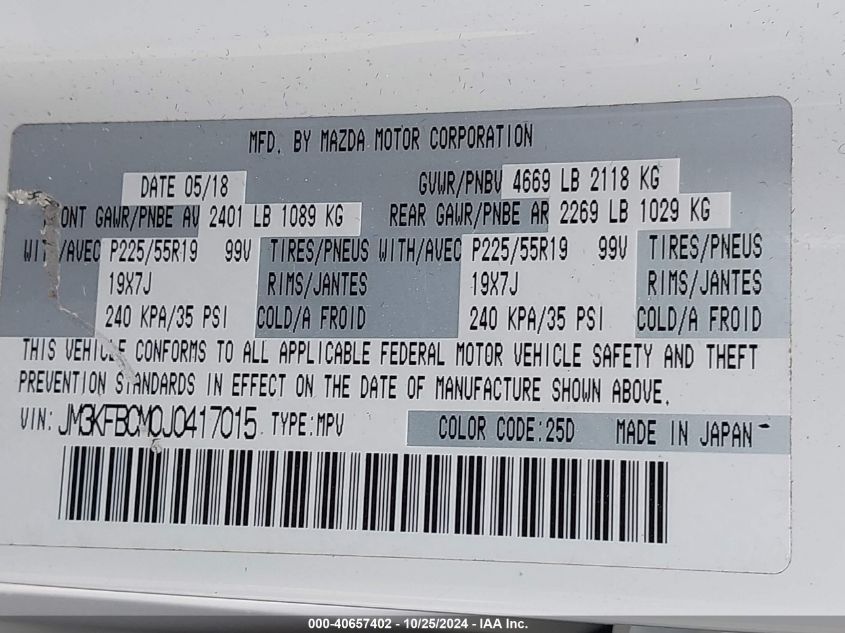 MFD. BY MAZDA MOTOR CORPORATION
DATE 05/18 GVWR/PNBV 4669 LB 2118 KG
ONT GAWR/PNBE AV 2401 LB 1089 KG REAR GAWR/PNBE AR 2269 LB 1029 KG
WITH/AVEC P225/55R19 99V TIRES/PNEUS WITH/AVEC P225/55R19 99V TIRES/PNEUS
19X7J RIMS/JANTES 19X7J RIMS/JANTES
240 KPA/35 PSI COLD/A FROID 240 KPA/35 PSI COLD/A FROID
THIS VEHICLE CONFORMS TO ALL APPLICABLE FEDERAL MOTOR VEHICLE SAFETY AND THEFT
PREVENTION STANDARDS IN EFFECT ON THE DATE OF MANUFACTURE SHOWN ABOVE.
VIN: JM3KFBCM0J0417015 TYPE:MPV COLOR CODE:25D MADE IN JAPAN
000-40657402 - 10/25/2024 - IAA Inc.